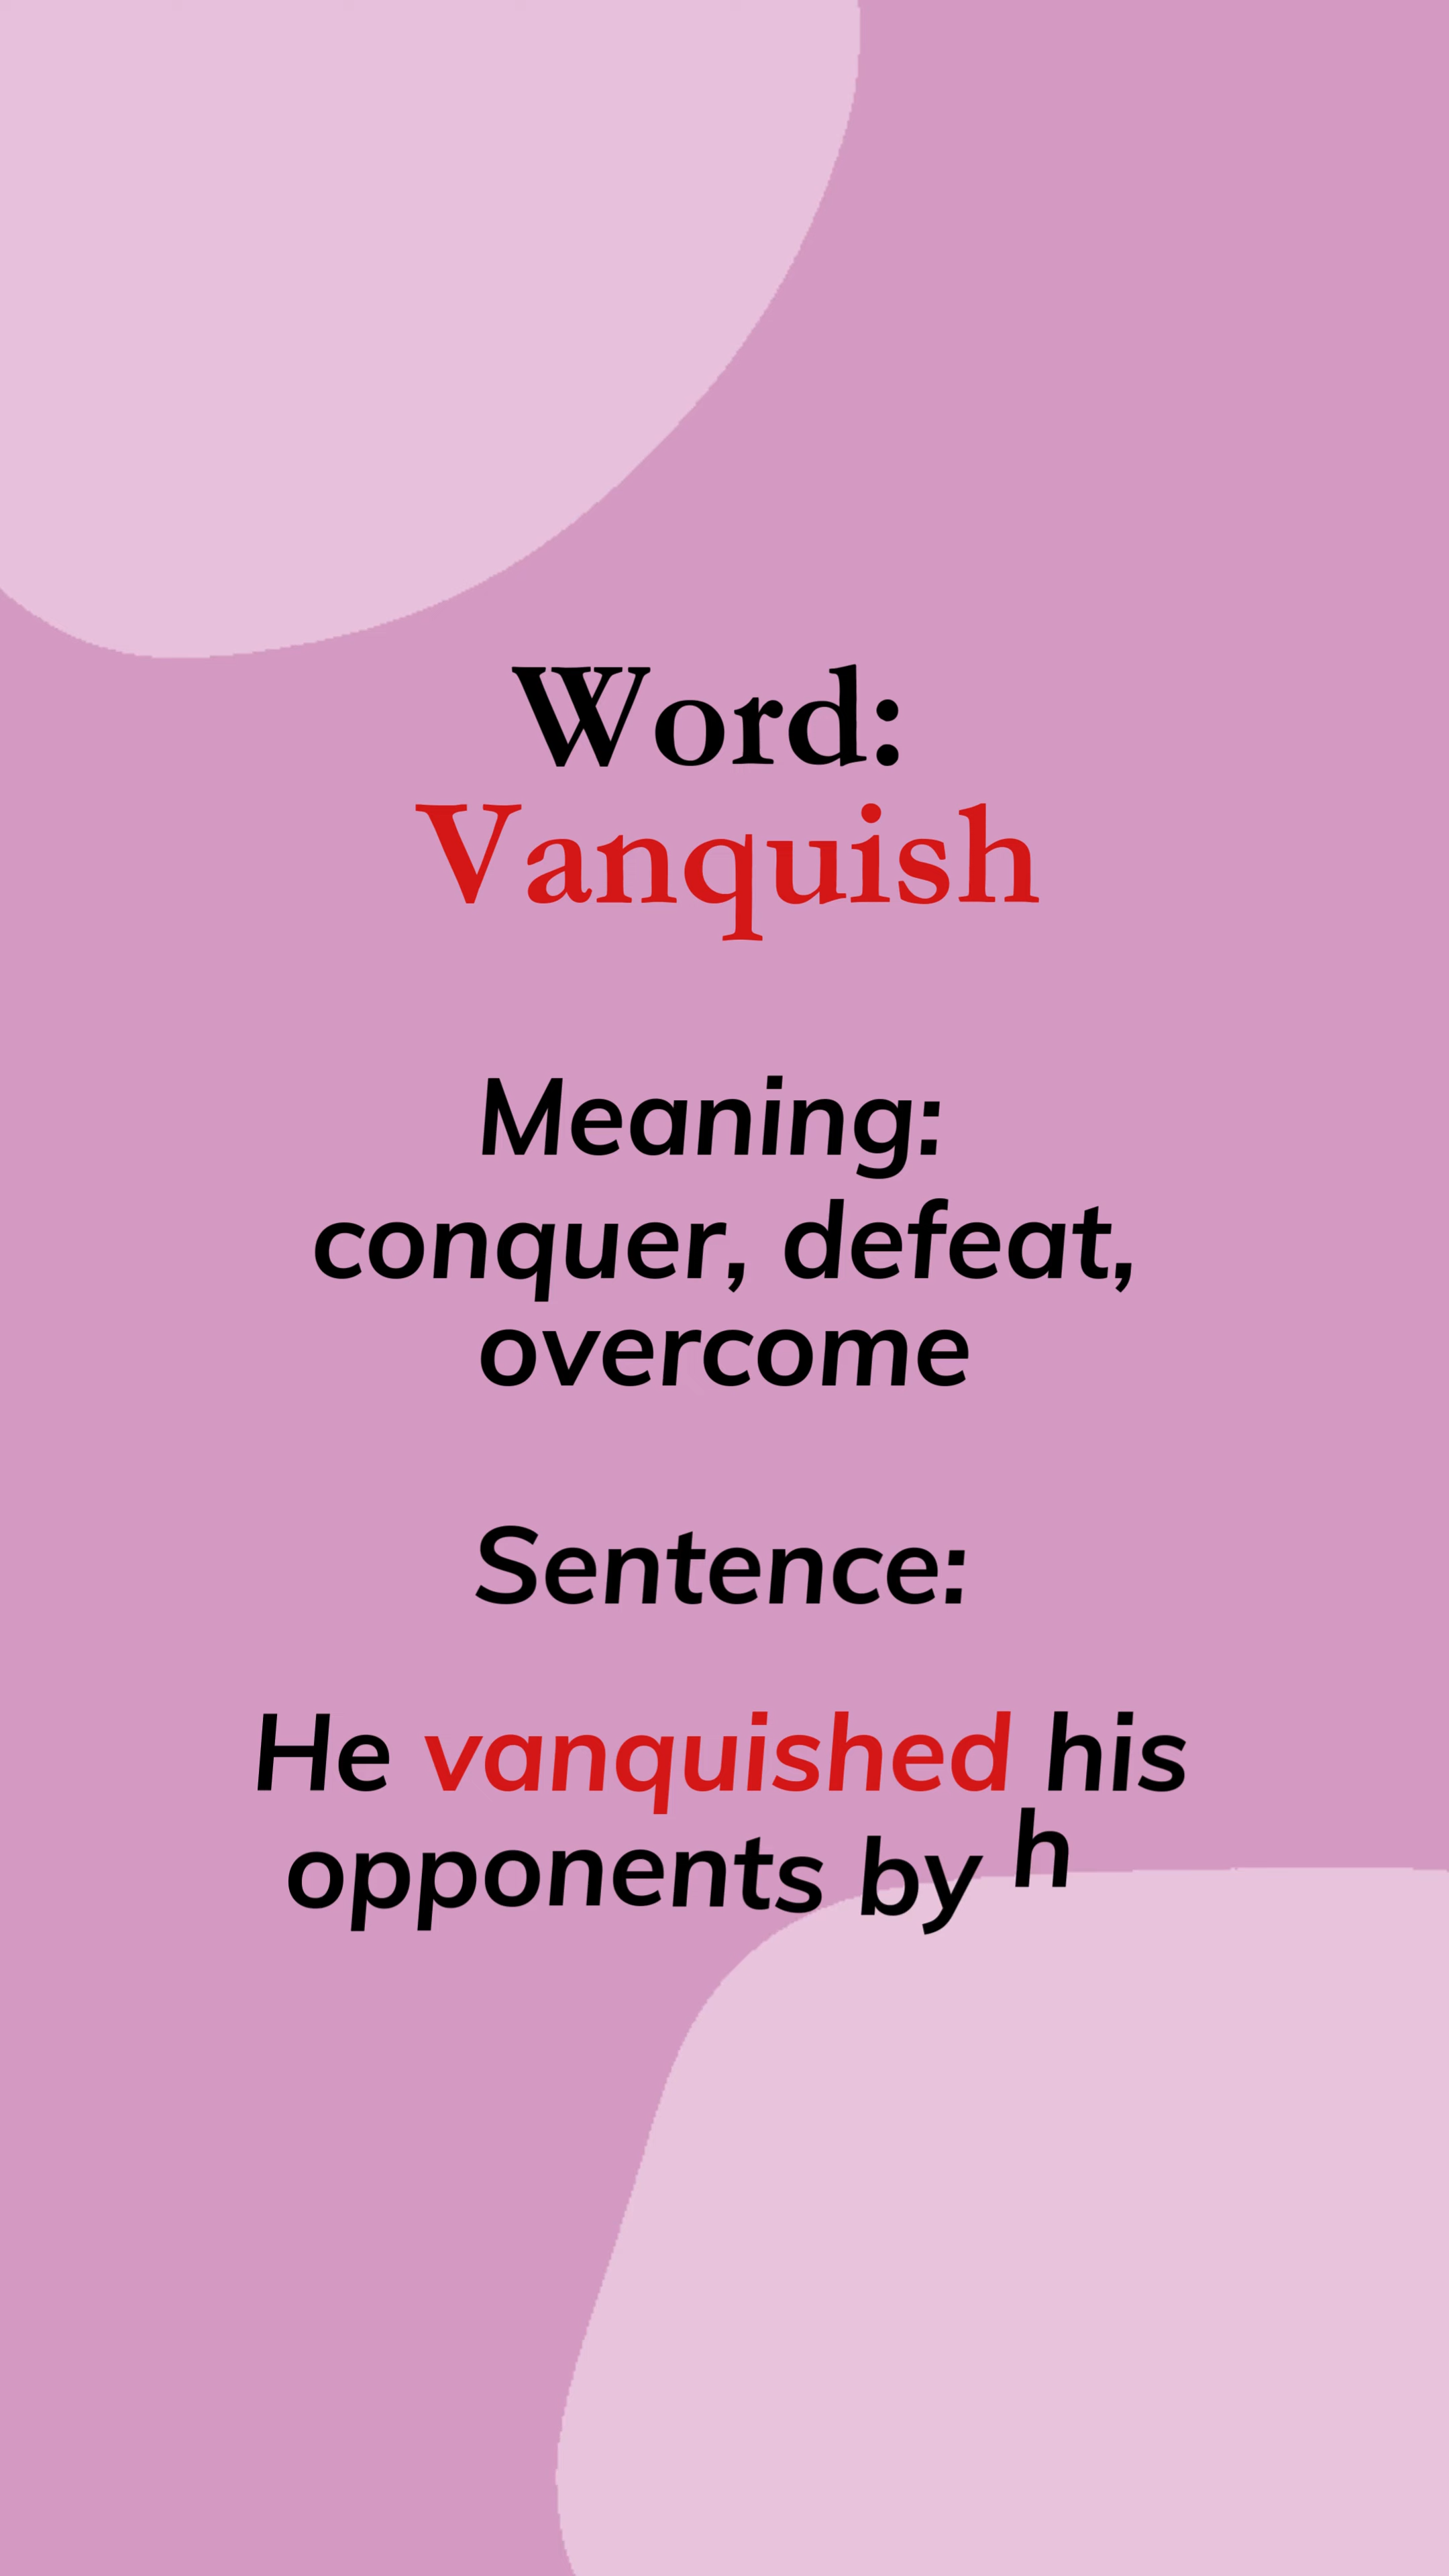 Word:
Vanquish
Meaning:
conquer, defeat,
overcome
Sentence:
He vanquished his
opponents by h